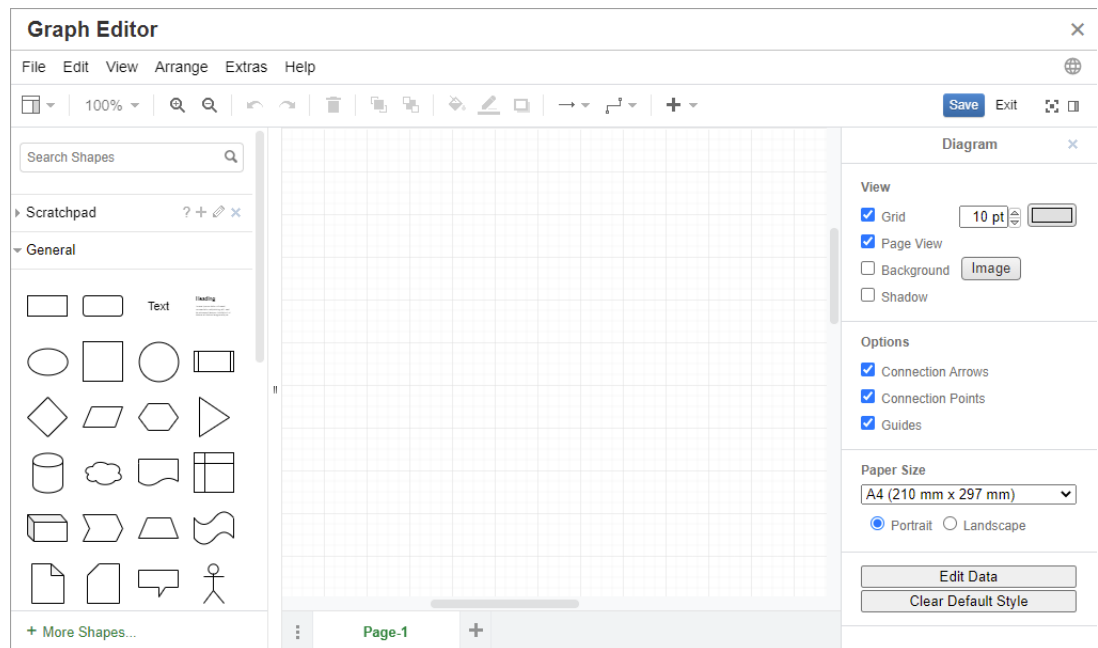 Graph Editor
File Edit View Arrange Extras Help
100%
Save Exit
Search Shapes
Scratchpad
?
General
Text
Heading
+ More Shapes...
Page-1
Diagram
View
Grid 10 pt
Page View
Background Image
Shadow
Options
Connection Arrows
Connection Points
Guides
Paper Size
A4 (210 mm x 297 mm)
Portrait Landscape
Edit Data
Clear Default Style